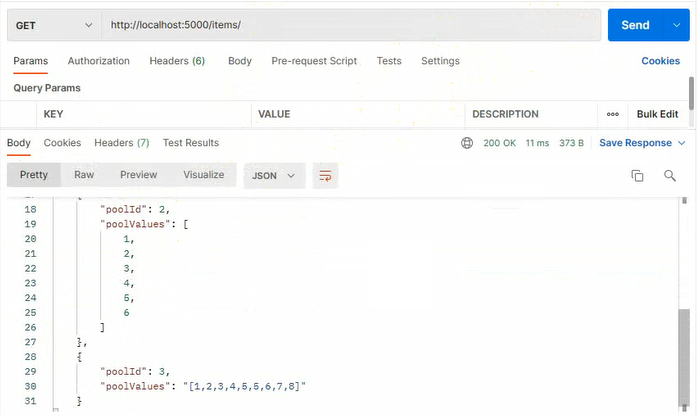 GET http://localhost:5000/items/ Send
Params Authorization Headers (6) Body Pre-request Script Tests Settings Cookies
Query Params
KEY VALUE DESCRIPTION ooo Bulk Edit
Body Cookies Headers (7) Test Results 200 OK 11 ms 373 B Save Response
Pretty Raw Preview Visualize JSON
18 "poolId": 2,
19 "poolValues": [
20 1,
21 2,
22 3,
23 4,
24 5,
25 6
26 ]
27 },
28 {
29 "poolId": 3,
30 "poolValues": "[1,2,3,4,5,5,6,7,8]"
31 }